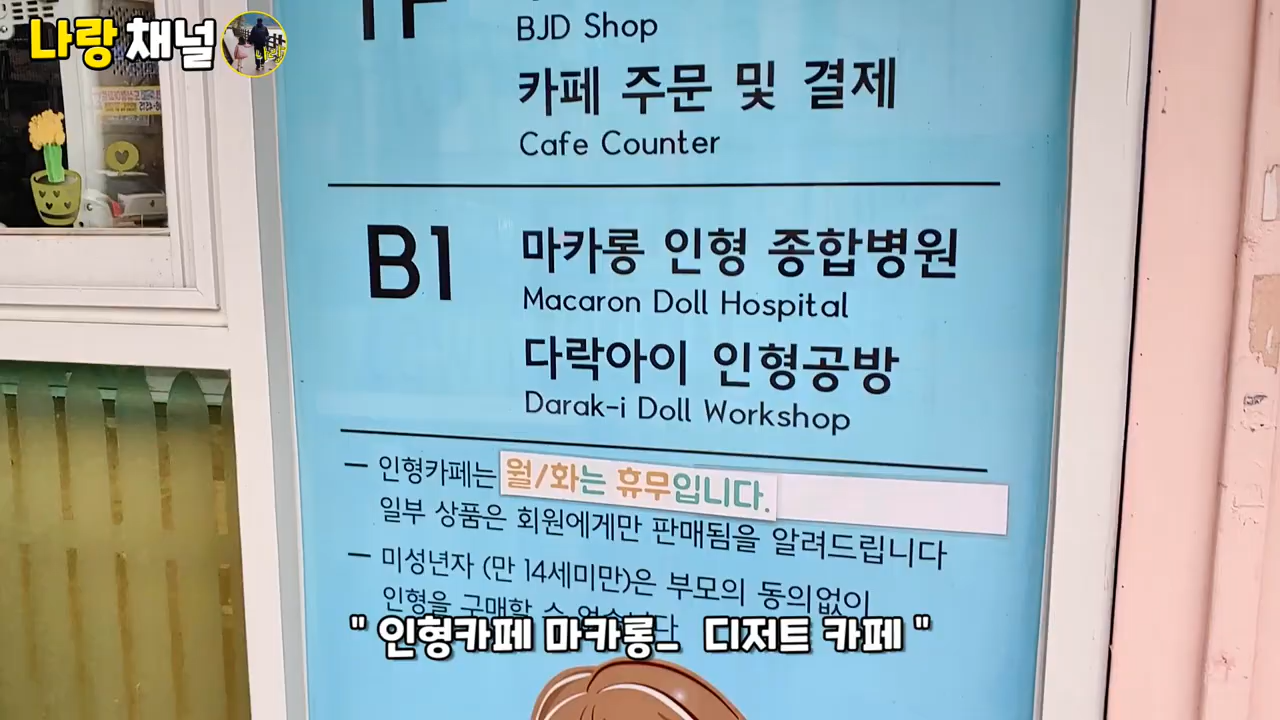 나랑 채널
나랑
1F
BJD Shop
카페 주문 및 결제
Cafe Counter
B1
마카롱 인형 종합병원
Macaron Doll Hospital
다락아이 인형공방
Darak-i Doll Workshop
– 인형카페는 월/화는 휴무입니다.
일부 상품은 회원에게만 판매됨을 알려드립니다
– 미성년자 (만 14세미만)은 부모의 동의없이
인형을 구매할 수 없습니다
" 인형카페 마카롱_ 디저트 카페 "